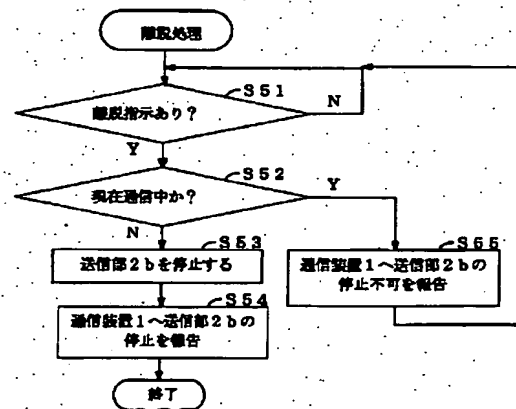 離脱処理
S51
離脱指示あり?
N
Y
S52
現在通信中か?
Y
N
S53
送信部2bを停止する
S55
通信装置1へ送信部2bの
停止不可を報告
S54
通信装置1へ送信部2bの
停止を報告
終了